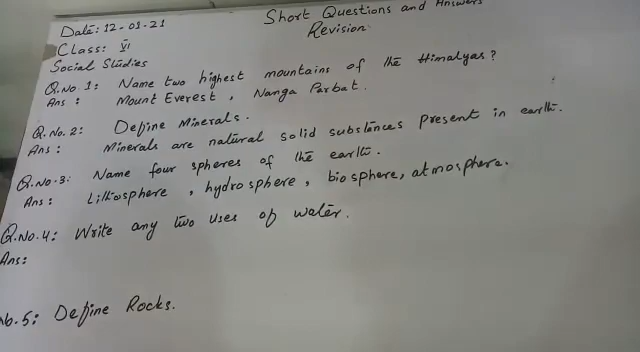 Short Questions and Answers
Revision
Date: 12-01-21
Class: VI
Social Studies
Q.No 1: Name two highest mountains of the Himalyas?
Ans: Mount Everest, Nanga Parbat.
Q.No.2: Define Minerals.
Ans: Minerals are natural solid substances present in earth.
Q.No.3: Name four spheres of the earth.
Ans: Lithosphere, hydrosphere, biosphere, atmosphere.
Q.No.4: Write any two uses of water.
Ans:
No.5: Define Rocks.